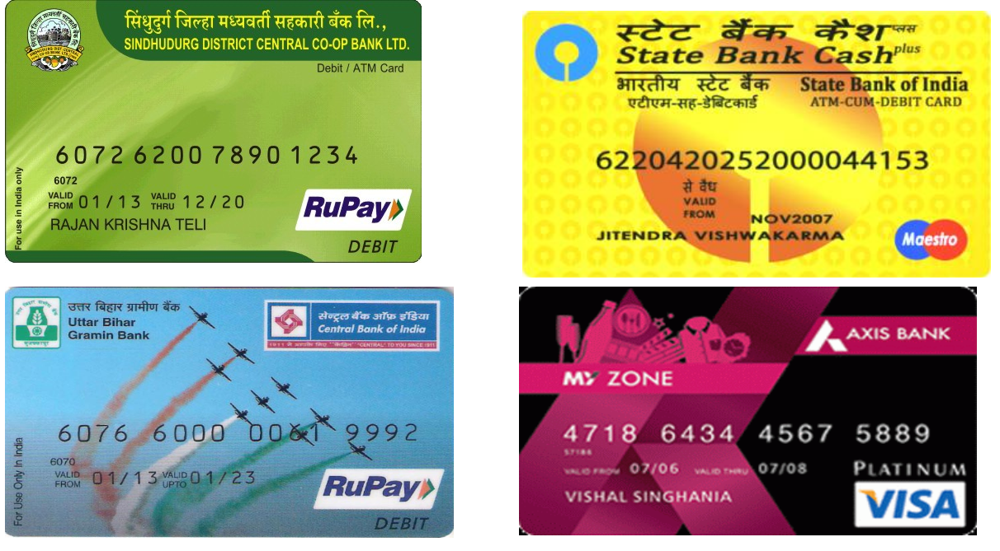 सिंधुदुर्ग जिल्हा मध्यवर्ती सहकारी बँक लि.,
SINDHUDURG DISTRICT CENTRAL CO-OP BANK LTD.
Debit / ATM Card
6072 6200 7890 1234
6072
VALID FROM 01/13 VALID THRU 12/20
RAJAN KRISHNA TELI
For use in India only
RuPay
DEBIT
स्टेट बैंक कैश प्लस
State Bank Cash plus
भारतीय स्टेट बैंक State Bank of India
एटीएम-सह-डेबिटकार्ड ATM-CUM-DEBIT CARD
6220420252000044153
से वैध
VALID
FROM
NOV2007
JITENDRA VISHWAKARMA
Maestro
उत्तर बिहार ग्रामीण बैंक
Uttar Bihar
Gramin Bank
सेन्ट्रल बैंक ऑफ़ इंडिया
Central Bank of India
1911 से आपके लिए "केंद्रित" "CENTRAL" TO YOU SINCE 1911
6076 6000 0061 9992
6070
VALID FROM 01/13 VALID UPTO 01/23
For Use Only In India
RuPay
DEBIT
AXIS BANK
MY ZONE
4718 6434 4567 5889
57186
VALID FROM 07/06 VALID THRU 07/08
PLATINUM
VISHAL SINGHANIA
VISA